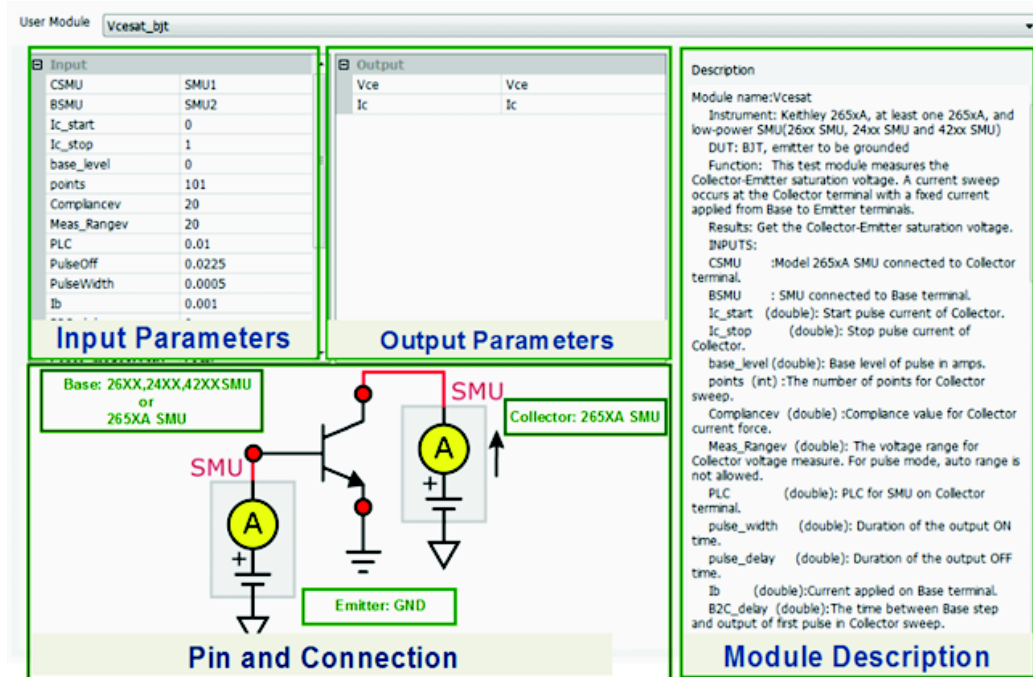 User Module Vcesat_bjt
Input
CSMU SMU1
BSMU SMU2
Ic_start 0
Ic_stop 1
base_level 0
points 101
Compliancev 20
Meas_Rangev 20
PLC 0.01
PulseOff 0.0225
PulseWidth 0.0005
Ib 0.001
Input Parameters
Output
Vce Vce
Ic Ic
Output Parameters
Description
Module name:Vcesat
Instrument: Keithley 265xA, at least one 265xA, and
low-power SMU(26xx SMU, 24xx SMU and 42xx SMU)
DUT: BJT, emitter to be grounded
Function: This test module measures the
Collector-Emitter saturation voltage. A current sweep
occurs at the Collector terminal with a fixed current
applied from Base to Emitter terminals.
Results: Get the Collector-Emitter saturation voltage.
INPUTS:
CSMU :Model 265xA SMU connected to Collector
terminal.
BSMU : SMU connected to Base terminal.
Ic_start (double): Start pulse current of Collector.
Ic_stop (double): Stop pulse current of
Collector.
base_level (double): Base level of pulse in amps.
points (int) :The number of points for Collector
sweep.
Compliancev (double) :Compliance value for Collector
current force.
Meas_Rangev (double): The voltage range for
Collector voltage measure. For pulse mode, auto range is
not allowed.
PLC (double): PLC for SMU on Collector
terminal.
pulse_width (double): Duration of the output ON
time.
pulse_delay (double): Duration of the output OFF
time.
Ib (double):Current applied on Base terminal.
B2C_delay (double):The time between Base step
and output of first pulse in Collector sweep.
Module Description
Base: 26XX,24XX,42XXSMU
or
265XA SMU
SMU
Collector: 265XA SMU
A
+
SMU
A
+
Emitter: GND
Pin and Connection